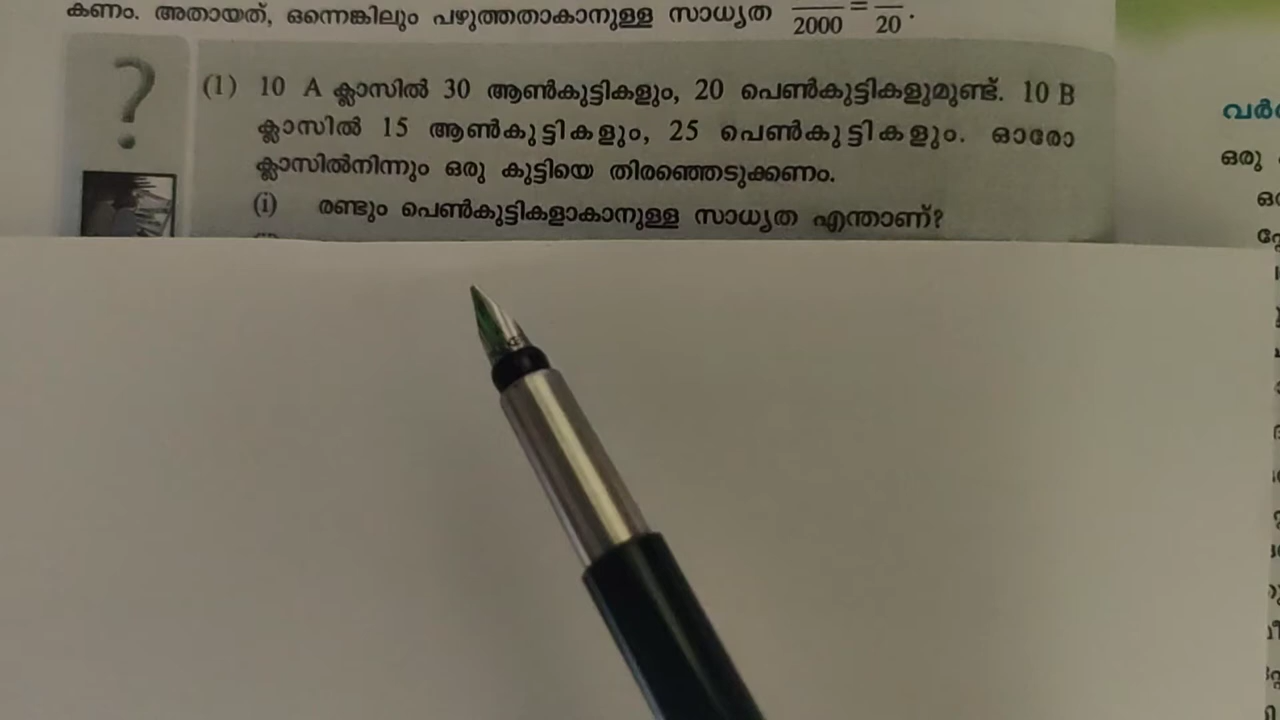 കണം. അതായത്, ഒന്നെങ്കിലും പഴുത്തതാകാനുള്ള സാധ്യത 2000 = 20 .
?
(1) 10 A ക്ലാസിൽ 30 ആൺകുട്ടികളും, 20 പെൺകുട്ടികളുമുണ്ട്. 10 B
ക്ലാസിൽ 15 ആൺകുട്ടികളും, 25 പെൺകുട്ടികളും. ഓരോ
ക്ലാസിൽനിന്നും ഒരു കുട്ടിയെ തിരഞ്ഞെടുക്കണം.
(i) രണ്ടും പെൺകുട്ടികളാകാനുള്ള സാധ്യത എന്താണ്?
ഒരു